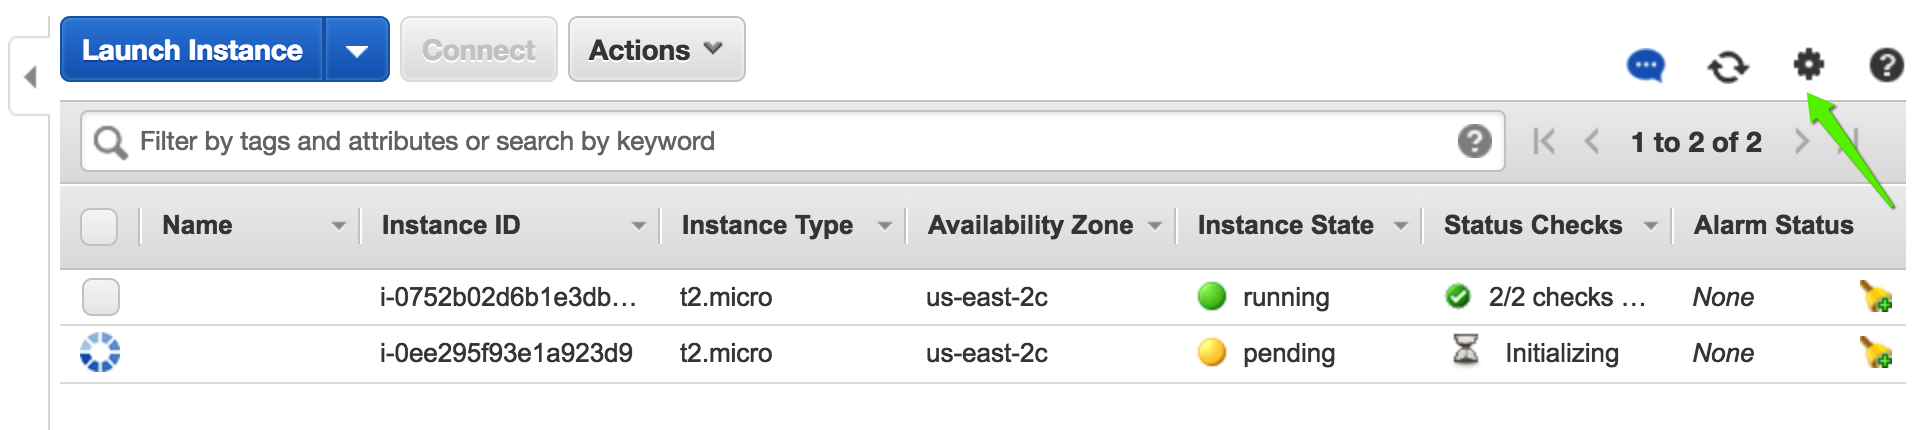 Launch Instance Connect Actions
Filter by tags and attributes or search by keyword ? 1 to 2 of 2
Name Instance ID Instance Type Availability Zone Instance State Status Checks Alarm Status
i-0752b02d6b1e3db... t2.micro us-east-2c running 2/2 checks ... None
i-0ee295f93e1a923d9 t2.micro us-east-2c pending Initializing None